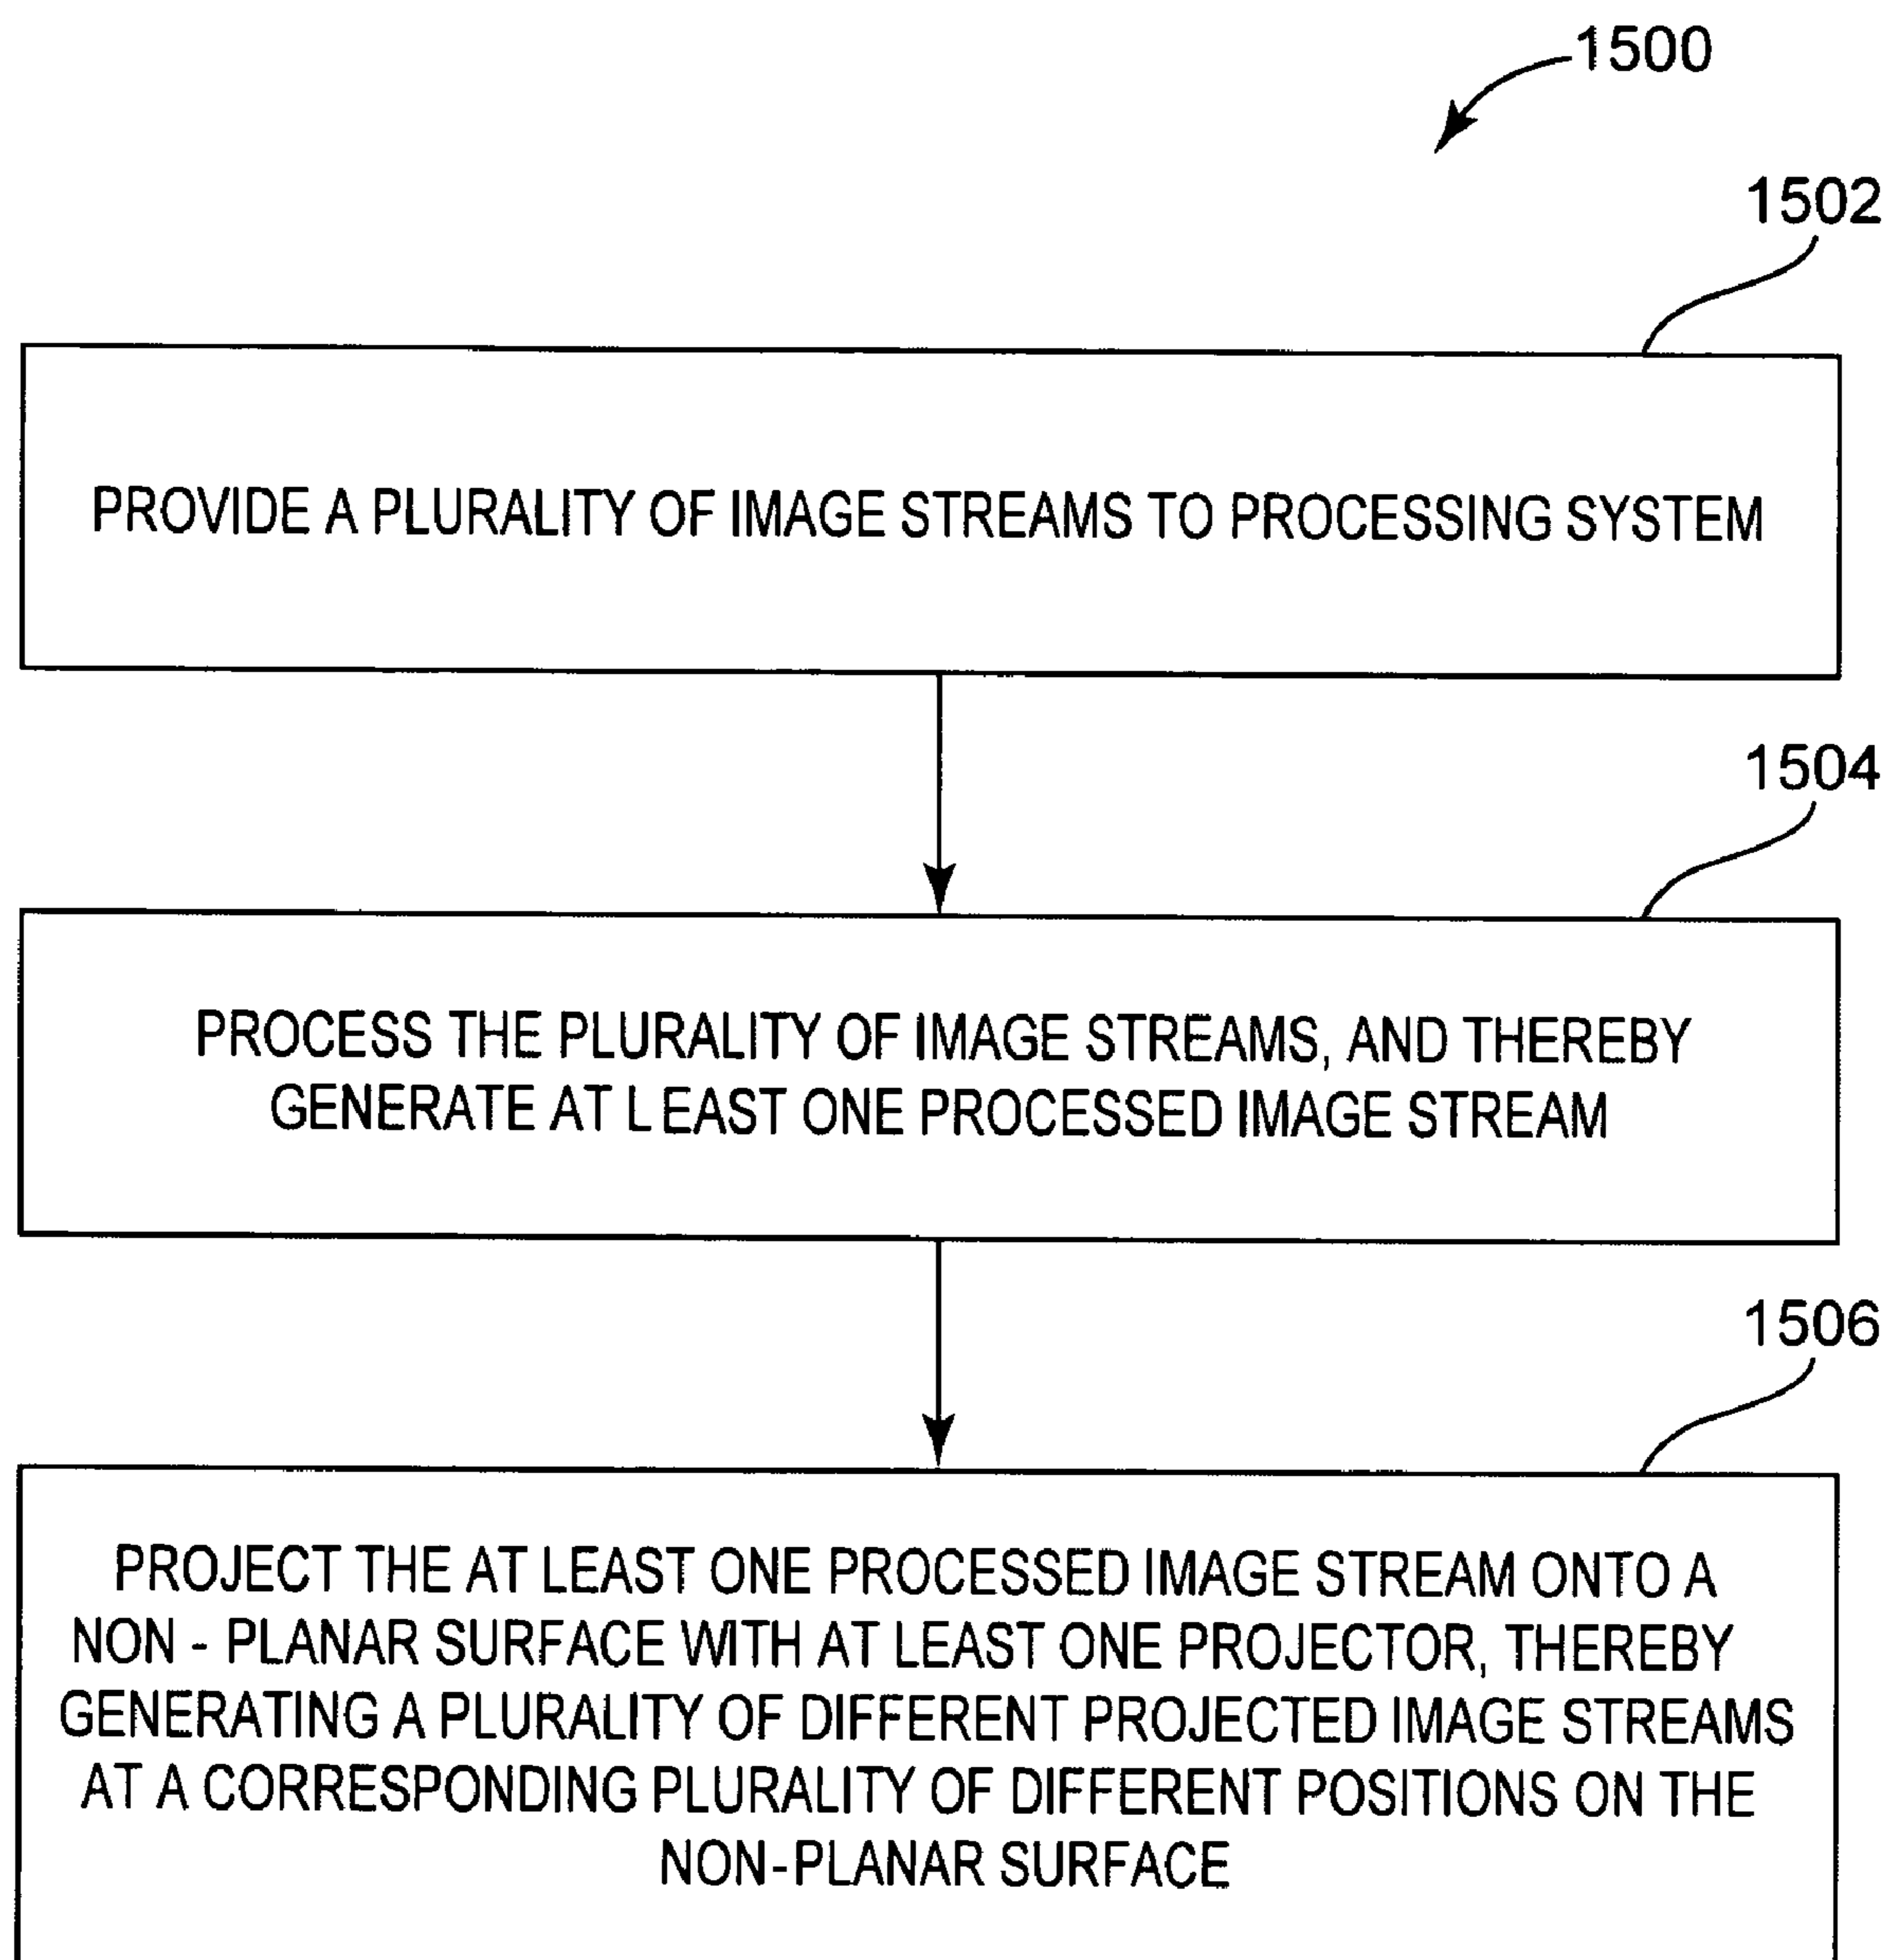 1500
1502
PROVIDE A PLURALITY OF IMAGE STREAMS TO PROCESSING SYSTEM
1504
PROCESS THE PLURALITY OF IMAGE STREAMS, AND THEREBY
GENERATE AT LEAST ONE PROCESSED IMAGE STREAM
1506
PROJECT THE AT LEAST ONE PROCESSED IMAGE STREAM ONTO A
NON - PLANAR SURFACE WITH AT LEAST ONE PROJECTOR, THEREBY
GENERATING A PLURALITY OF DIFFERENT PROJECTED IMAGE STREAMS
AT A CORRESPONDING PLURALITY OF DIFFERENT POSITIONS ON THE
NON-PLANAR SURFACE